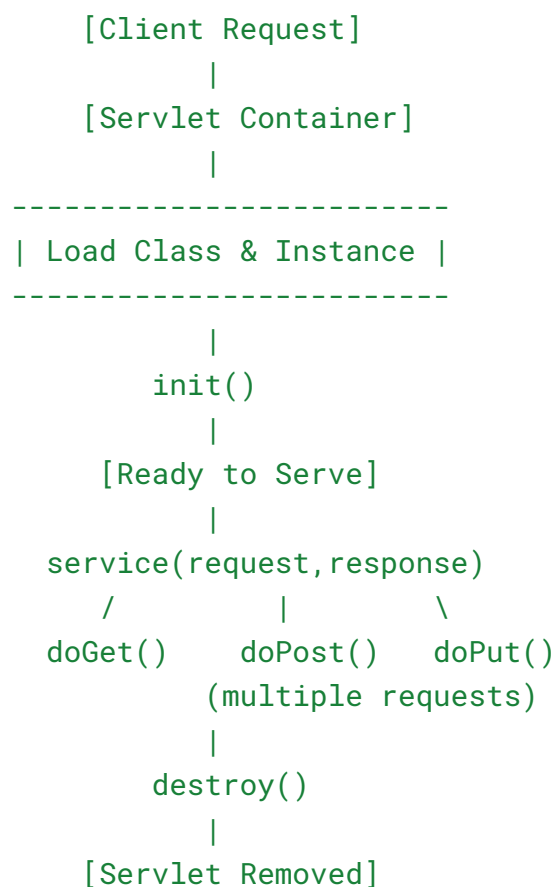 [Client Request]
|
[Servlet Container]
|
--------------------------
| Load Class & Instance |
--------------------------
|
init()
|
[Ready to Serve]
|
service(request,response)
/ | \
doGet() doPost() doPut()
(multiple requests)
|
destroy()
|
[Servlet Removed]